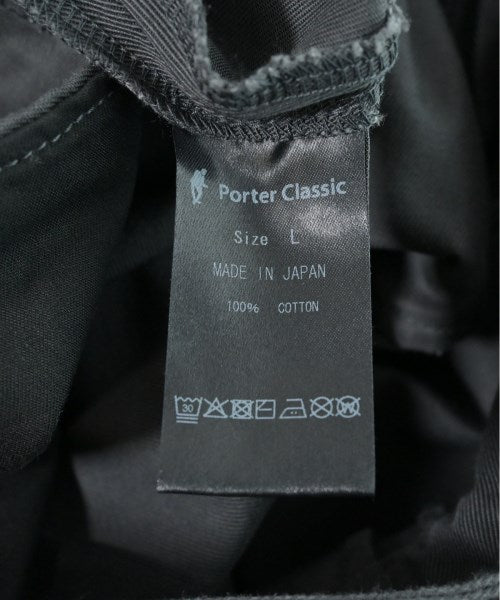 Porter Classic
Size L
MADE IN JAPAN
100% COTTON
30
W